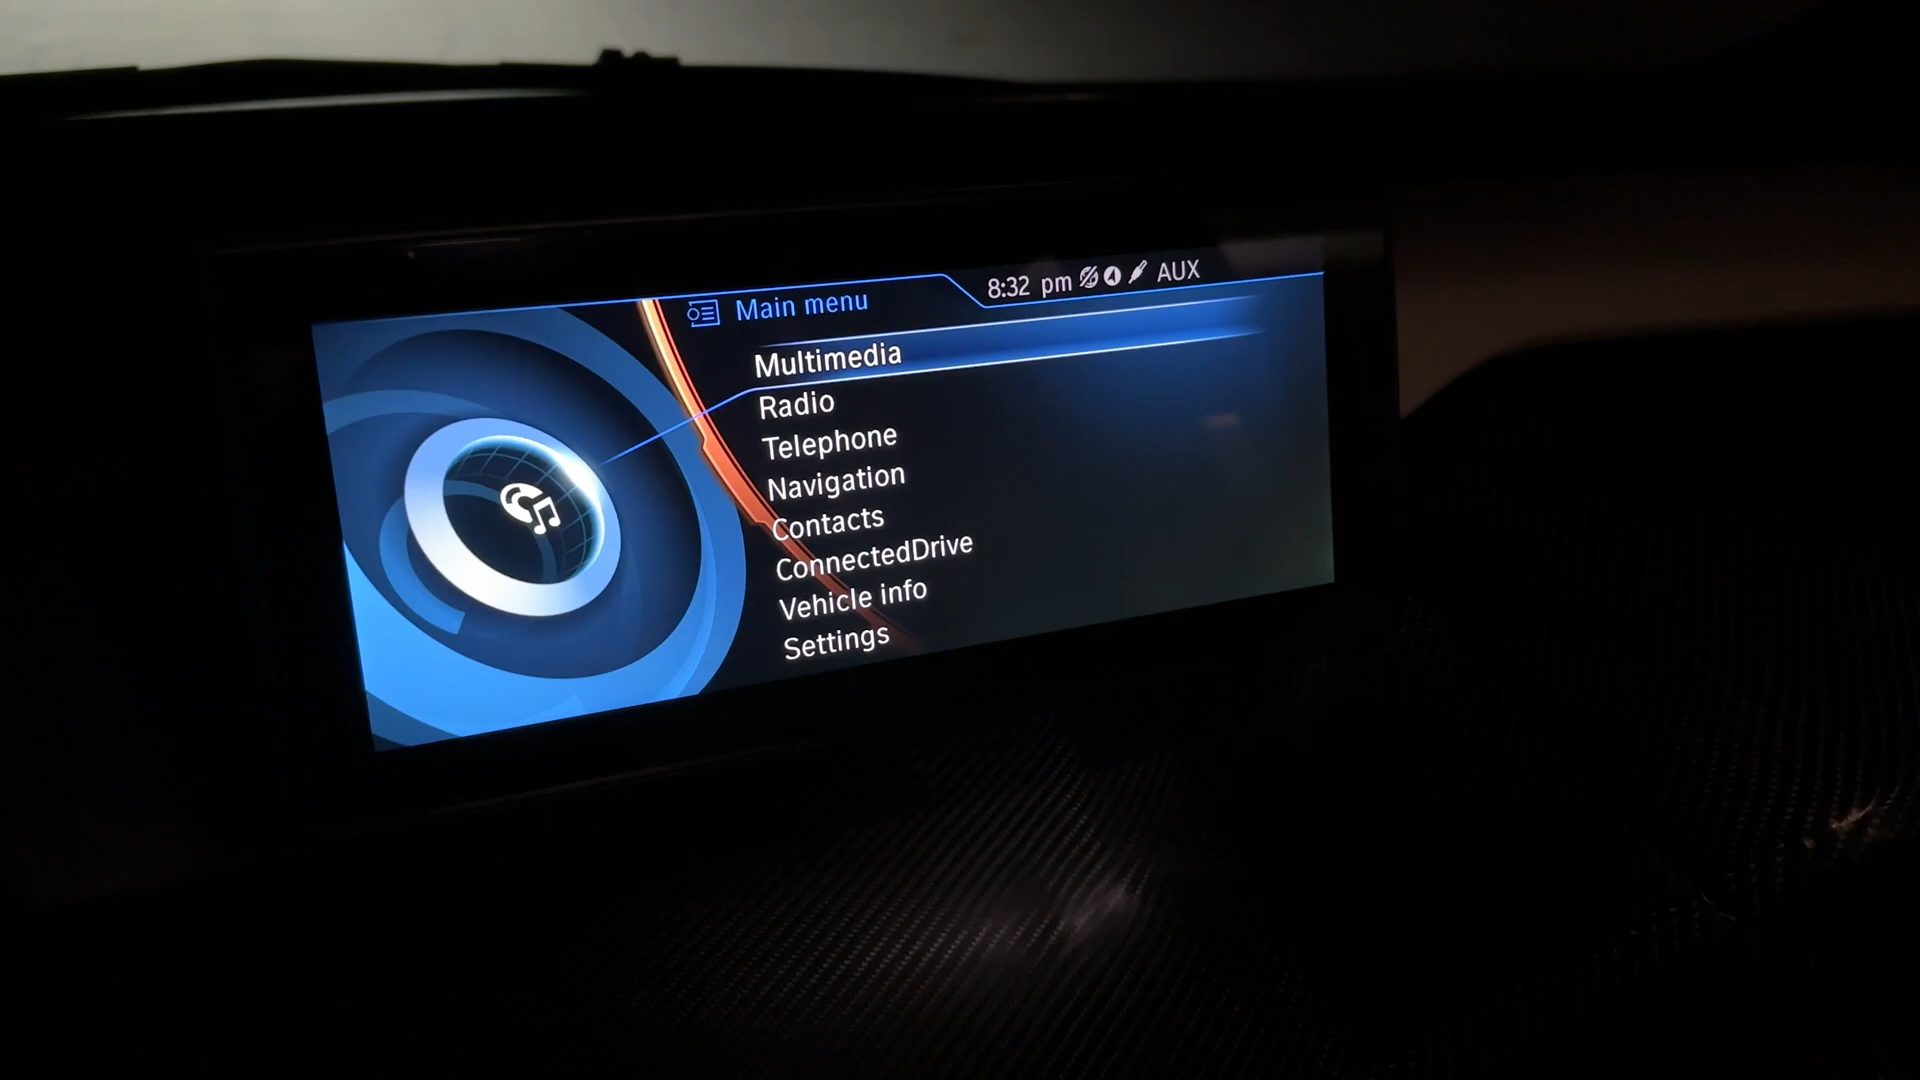 Main menu
8:32 pm AUX
Multimedia
Radio
Telephone
Navigation
Contacts
ConnectedDrive
Vehicle info
Settings